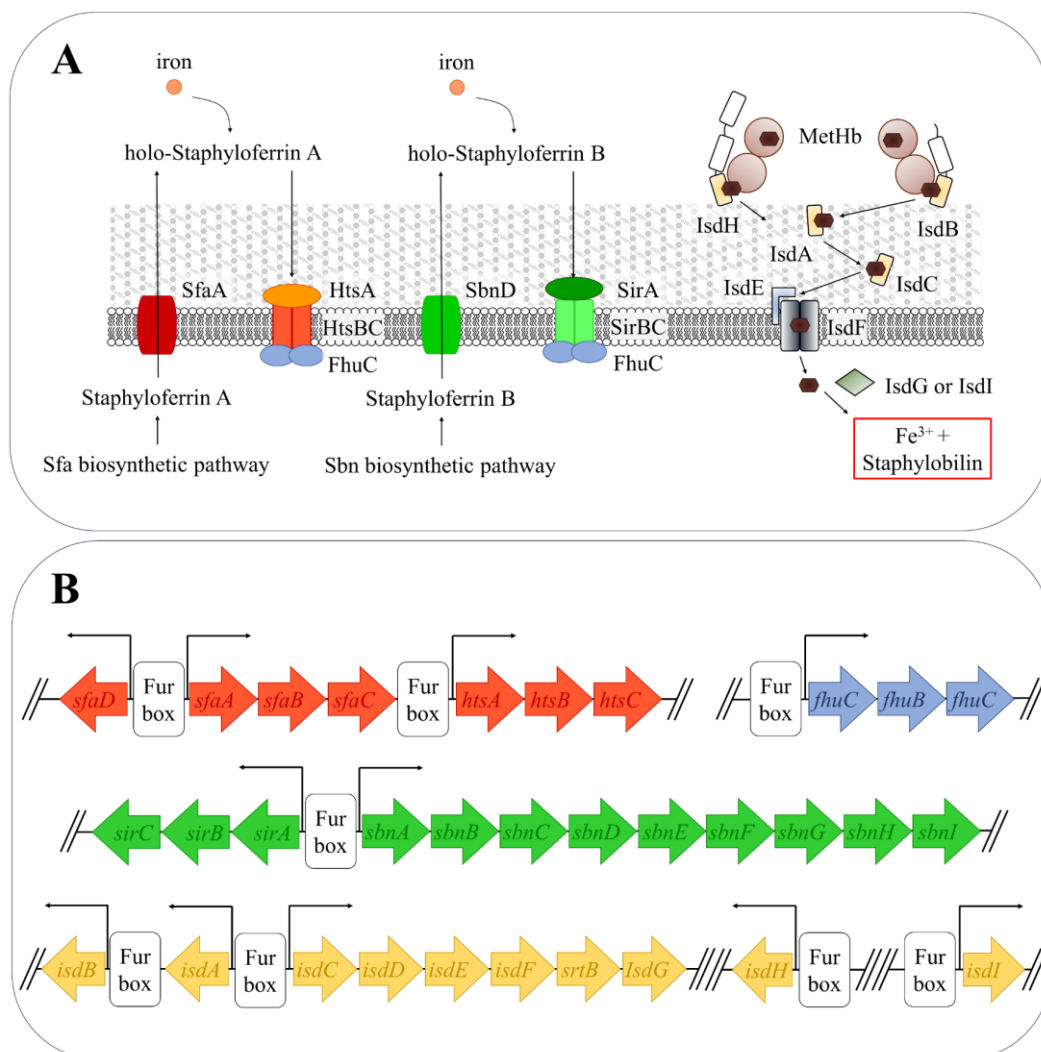 A
iron
iron
holo-Staphyloferrin A
holo-Staphyloferrin B
MetHb
IsdH
IsdB
IsdA
IsdC
IsdE
IsdF
SfaA
HtsA
SbnD
SirA
HtsBC
SirBC
FhuC
FhuC
Staphyloferrin A
Staphyloferrin B
IsdG or IsdI
Sfa biosynthetic pathway
Sbn biosynthetic pathway
Fe³⁺ +
Staphylobilin
B
sfaD
Fur
box
sfaA
sfaB
sfaC
Fur
box
htsA
htsB
htsC
Fur
box
fhuC
fhuB
fhuC
sirC
sirB
sirA
Fur
box
sbnA
sbnB
sbnC
sbnD
sbnE
sbnF
sbnG
sbnH
sbnI
isdB
Fur
box
isdA
Fur
box
isdC
isdD
isdE
isdF
srtB
IsdG
isdH
Fur
box
Fur
box
isdI